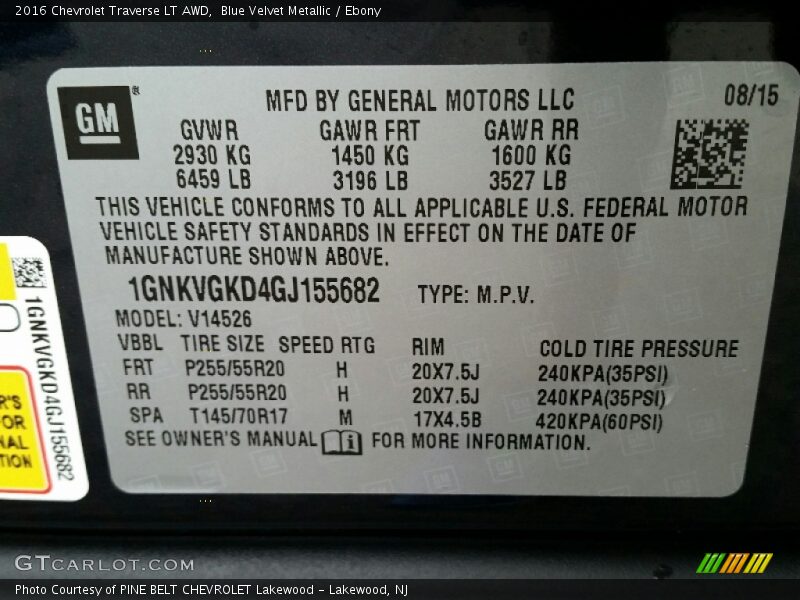 2016 Chevrolet Traverse LT AWD, Blue Velvet Metallic / Ebony
GM ®
MFD BY GENERAL MOTORS LLC 08/15
GVWR GAWR FRT GAWR RR
2930 KG 1450 KG 1600 KG
6459 LB 3196 LB 3527 LB
THIS VEHICLE CONFORMS TO ALL APPLICABLE U.S. FEDERAL MOTOR
VEHICLE SAFETY STANDARDS IN EFFECT ON THE DATE OF
MANUFACTURE SHOWN ABOVE.
1GNKVGKD4GJ155682 TYPE: M.P.V.
MODEL: V14526
VBBL TIRE SIZE SPEED RTG RIM COLD TIRE PRESSURE
FRT P255/55R20 H 20X7.5J 240KPA(35PSI)
RR P255/55R20 H 20X7.5J 240KPA(35PSI)
SPA T145/70R17 M 17X4.5B 420KPA(60PSI)
SEE OWNER'S MANUAL i FOR MORE INFORMATION.
1GNKVGKD4GJ155682
R'S
FOR
NAL
TION
GTCARLOT.COM
Photo Courtesy of PINE BELT CHEVROLET Lakewood - Lakewood, NJ